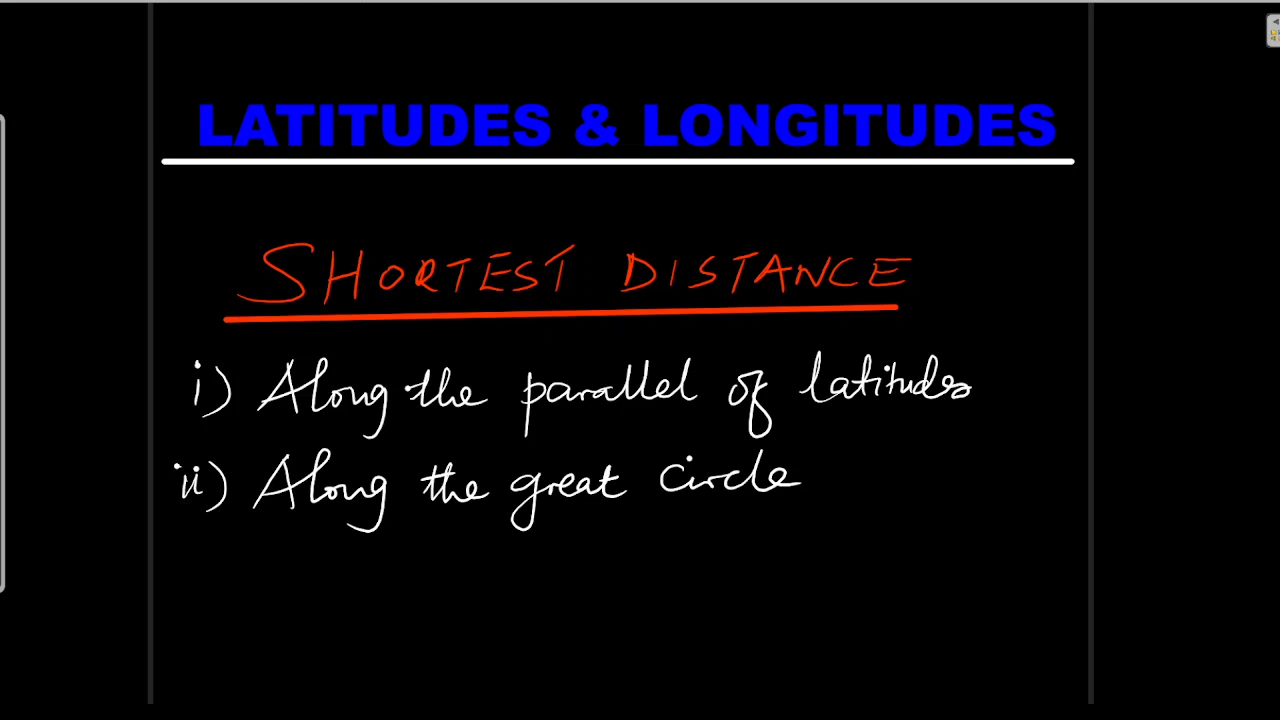 LATITUDES & LONGITUDES
SHORTEST DISTANCE
i) Along the parallel of latitudes
ii) Along the great circle